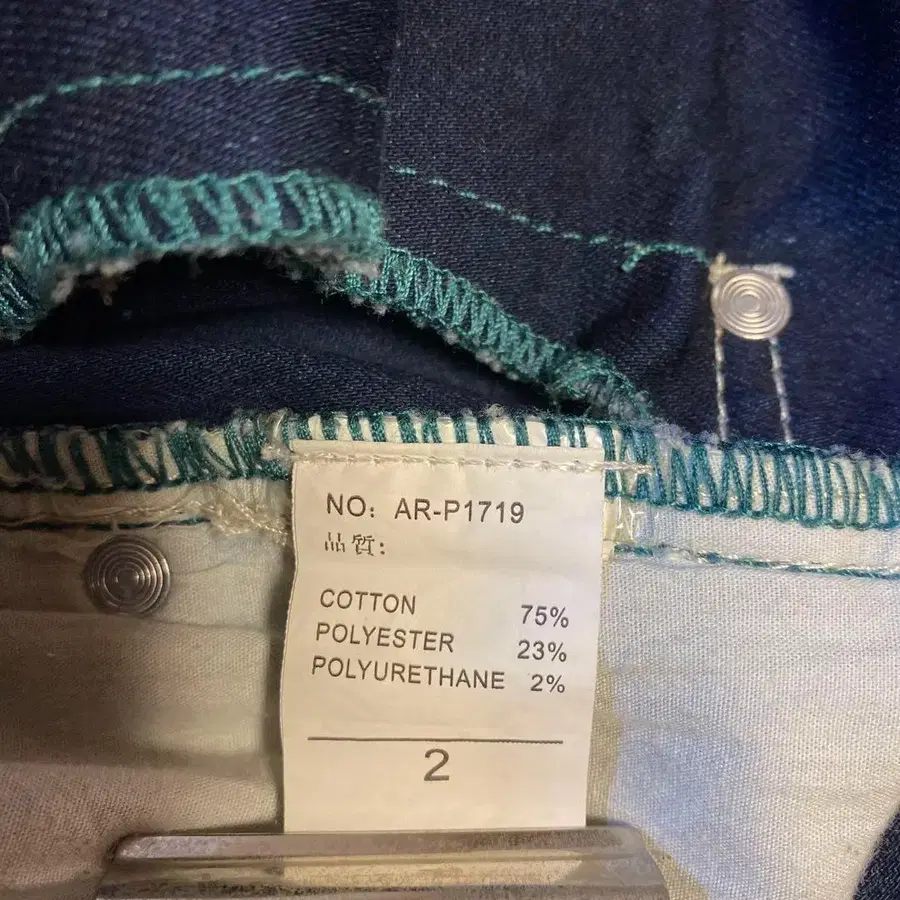 NO: AR-P1719
品質:
COTTON 75%
POLYESTER 23%
POLYURETHANE 2%
2